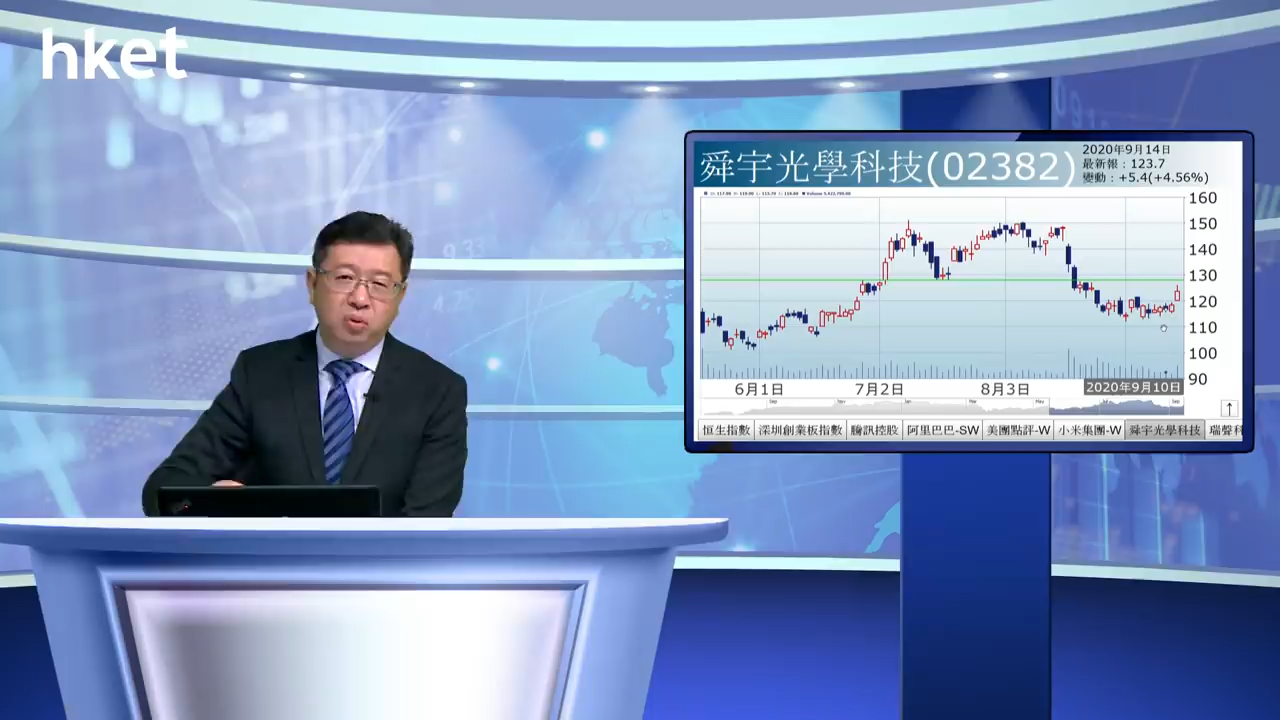 hket
舜宇光學科技(02382)
2020年9月14日
最新報：123.7
變動：+5.4(+4.56%)
160
150
140
130
120
110
100
90
6月1日
7月2日
8月3日
2020年9月10日
恒生指數
深圳創業板指數
騰訊控股
阿里巴巴-SW
美團點評-W
小米集團-W
舜宇光學科技
瑞聲科